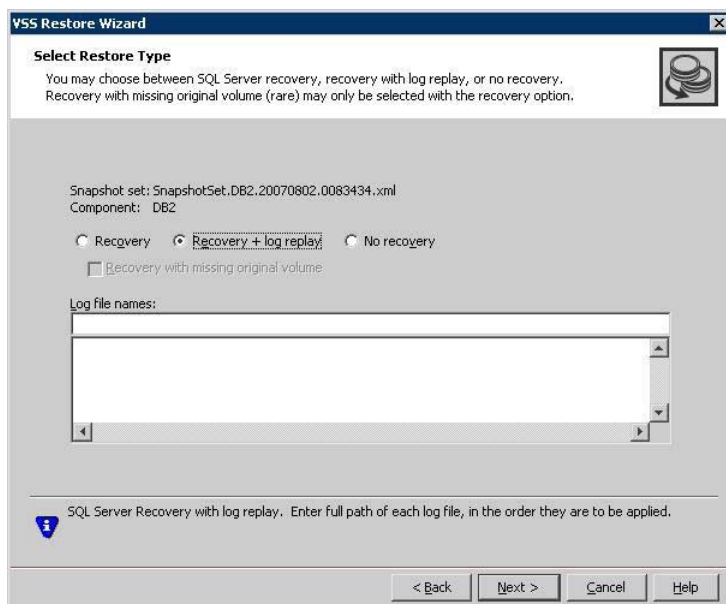 VSS Restore Wizard
Select Restore Type
You may choose between SQL Server recovery, recovery with log replay, or no recovery.
Recovery with missing original volume (rare) may only be selected with the recovery option.
Snapshot set: SnapshotSet.DB2.20070802.0083434.xml
Component: DB2
Recovery Recovery + log replay No recovery
Recovery with missing original volume
Log file names:
SQL Server Recovery with log replay. Enter full path of each log file, in the order they are to be applied.
< Back Next > Cancel Help